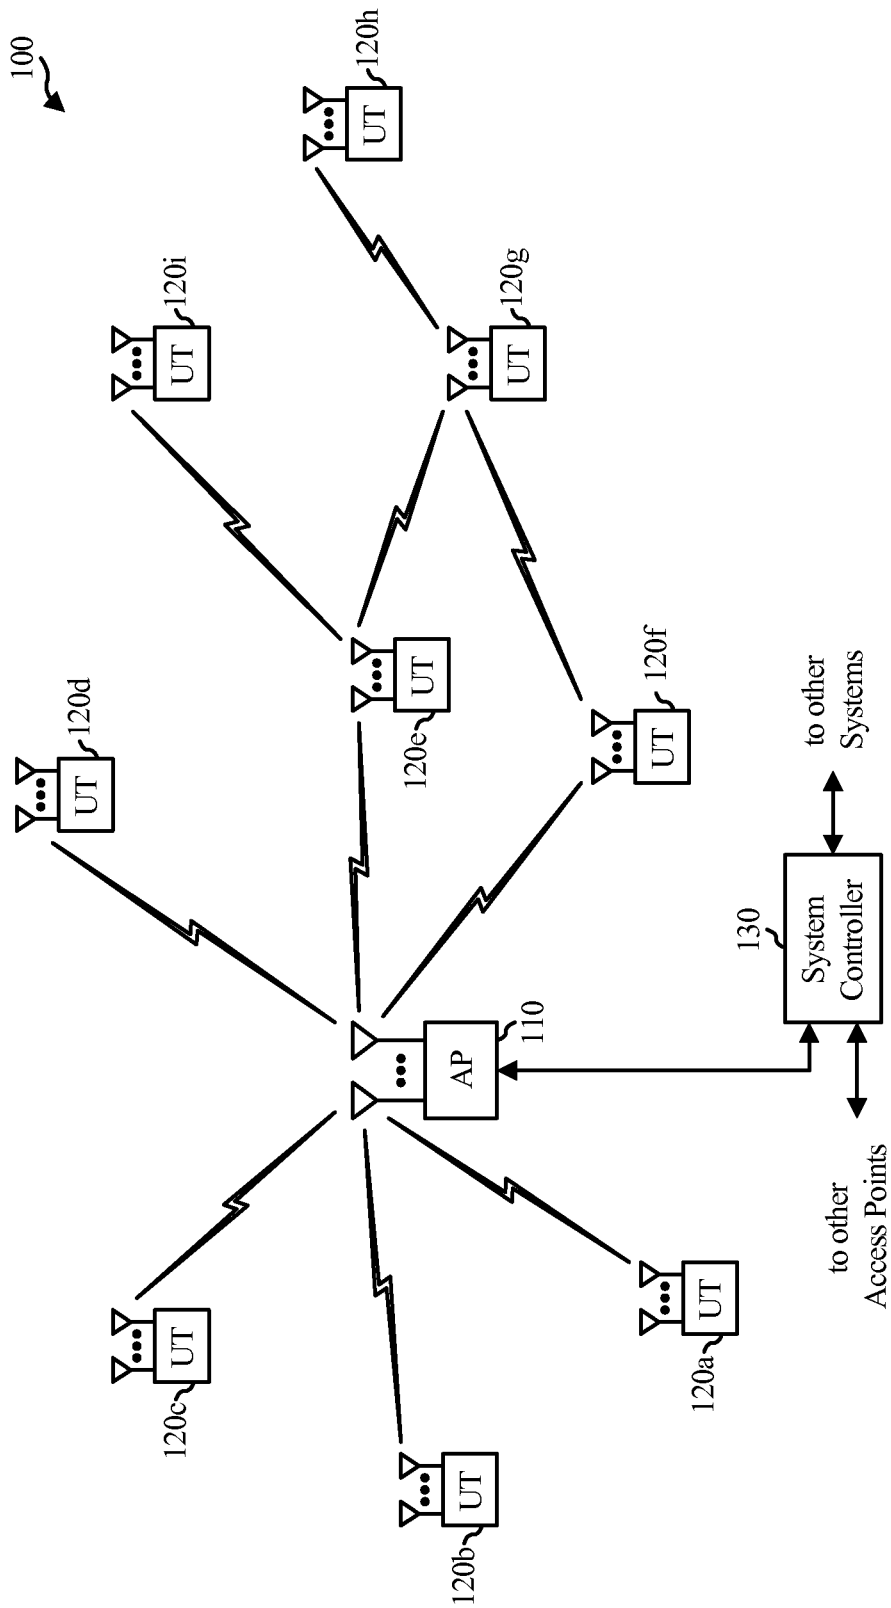 100
120h
UT
120i
UT
120g
UT
120d
UT
120e
UT
120f
UT
110
AP
120c
UT
120b
UT
120a
UT
130
System
Controller
to other
Systems
to other
Access Points